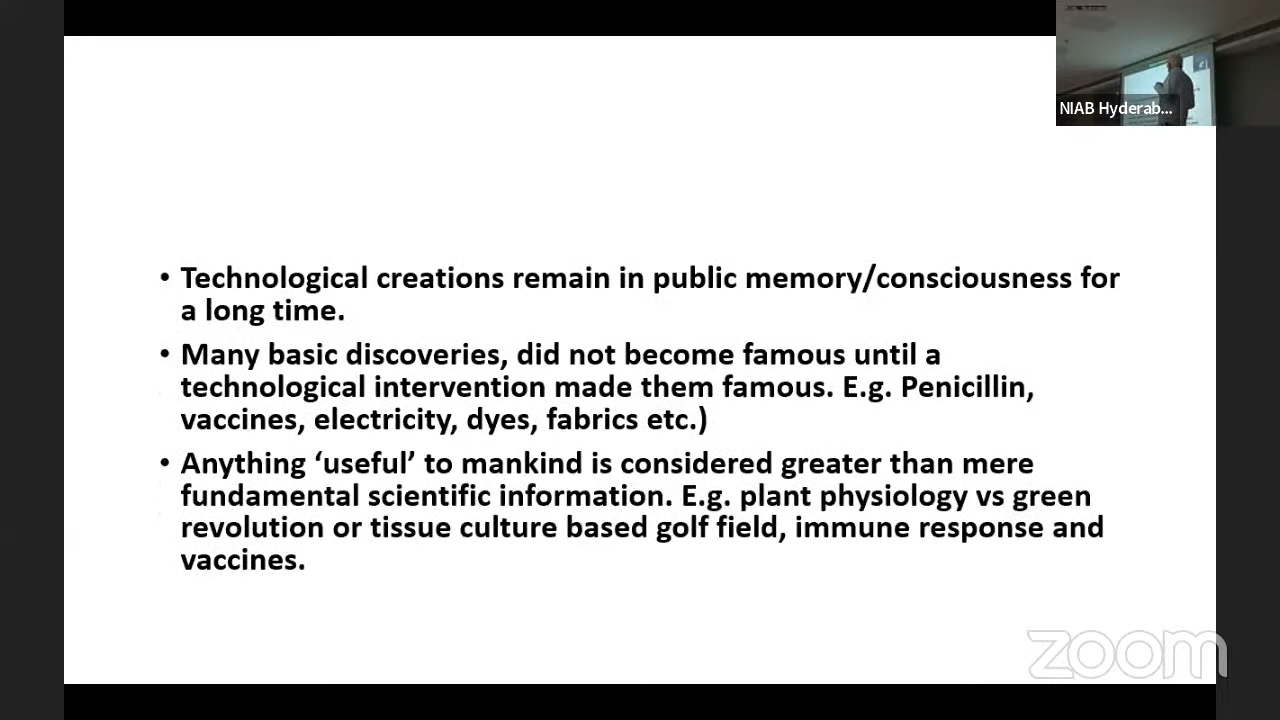 NIAB Hyderab...
• Technological creations remain in public memory/consciousness for
a long time.
• Many basic discoveries, did not become famous until a
technological intervention made them famous. E.g. Penicillin,
vaccines, electricity, dyes, fabrics etc.)
• Anything ‘useful’ to mankind is considered greater than mere
fundamental scientific information. E.g. plant physiology vs green
revolution or tissue culture based golf field, immune response and
vaccines.
zoom